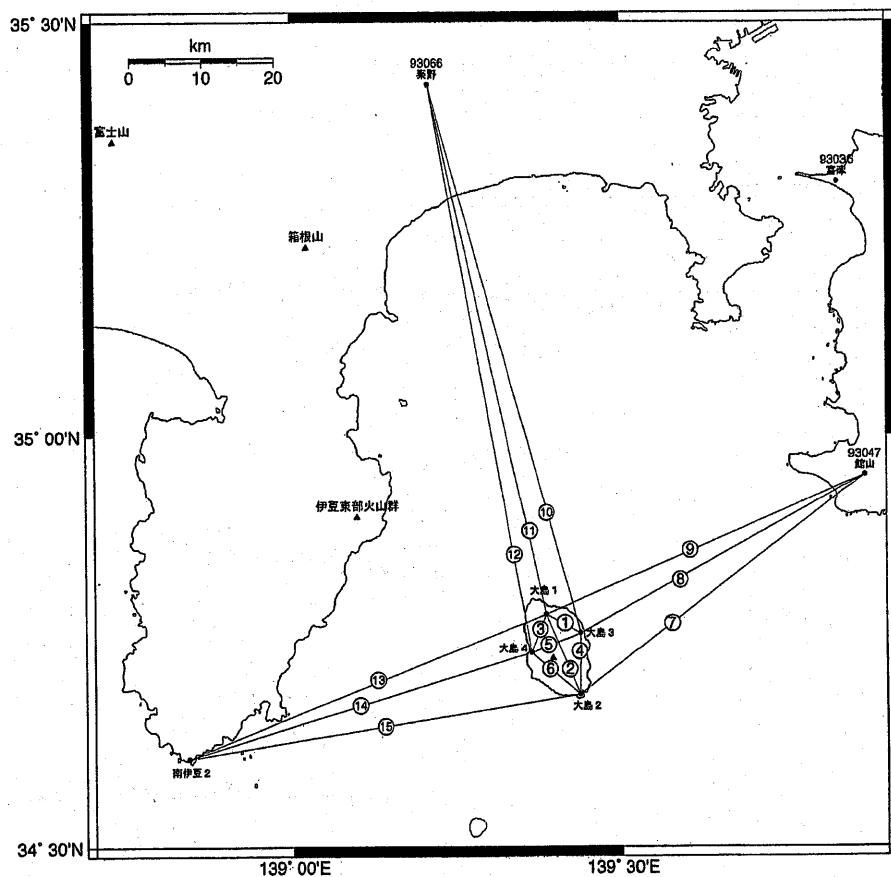 35° 30'N
km
0 10 20
93066
秦野
富士山
93036
富津
箱根山
35° 00'N
93047
館山
伊豆東部火山群
⑩
⑪
⑫
⑨
⑧
⑦
大島 1
①
③
大島 3
⑤
④
大島 4
⑥
②
⑬
大島 2
⑭
⑮
南伊豆 2
34° 30'N
139° 00'E
139° 30'E